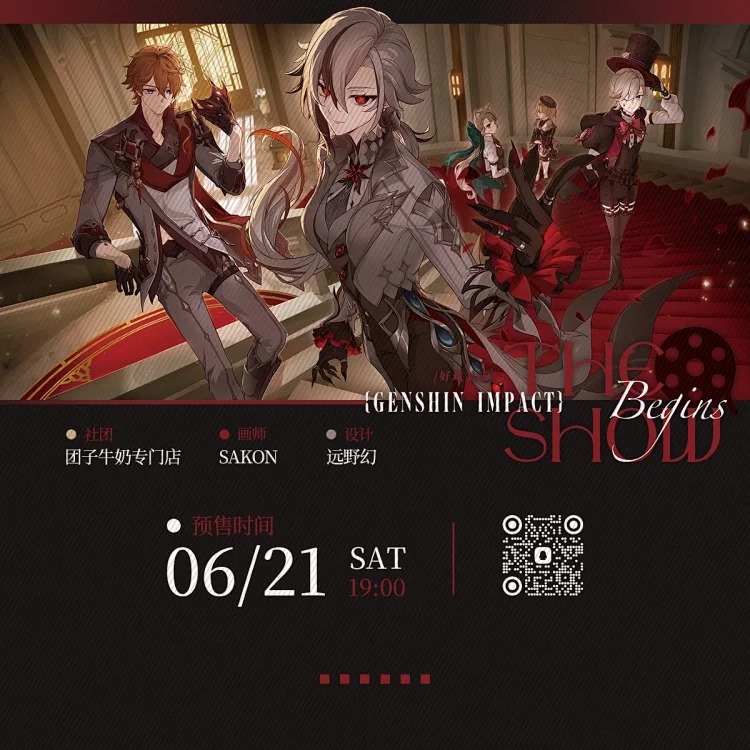 THE
{GENSHIN IMPACT}
Begins
SHOW
社团
团子牛奶专门店
画师
SAKON
设计
远野幻
预售时间
06/21
SAT
19:00